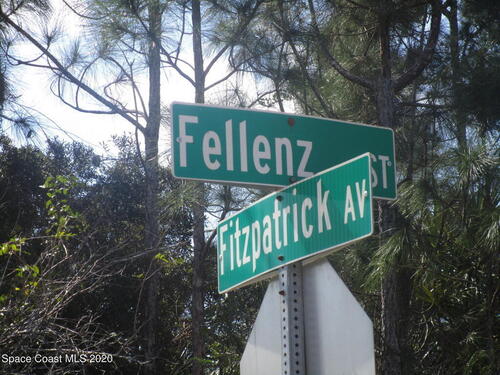 Fellenz ST
Fitzpatrick AV
Space Coast MLS 2020